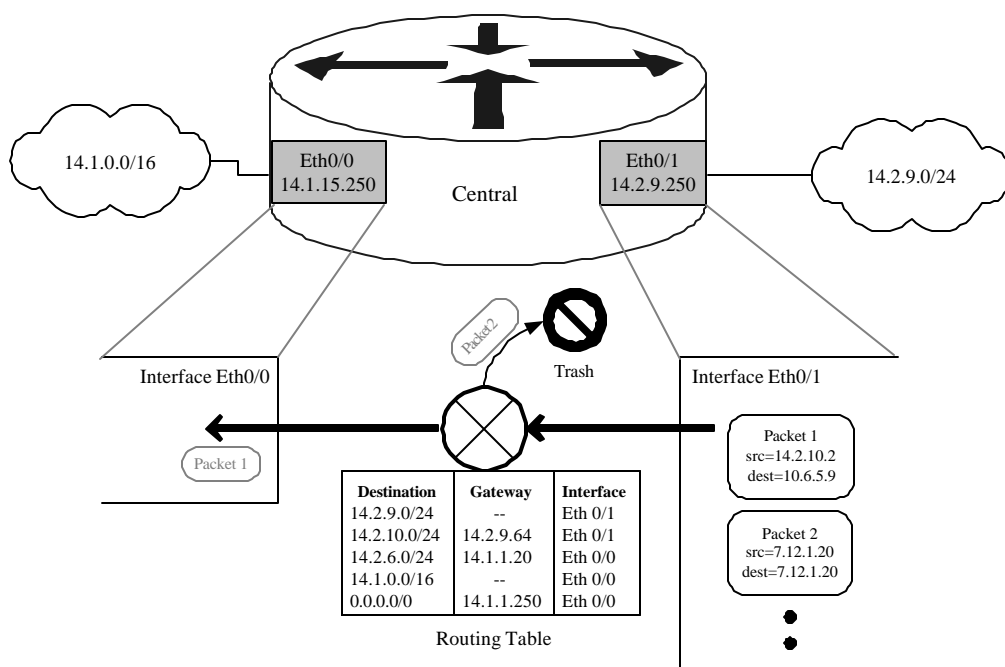 14.1.0.0/16
Eth0/0
14.1.15.250
Central
Eth0/1
14.2.9.250
14.2.9.0/24
Packet2
Trash
Interface Eth0/0
Interface Eth0/1
Packet 1
Packet 1
src=14.2.10.2
dest=10.6.5.9
Destination Gateway Interface
14.2.9.0/24 -- Eth 0/1
14.2.10.0/24 14.2.9.64 Eth 0/1
14.2.6.0/24 14.1.1.20 Eth 0/0
14.1.0.0/16 -- Eth 0/0
0.0.0.0/0 14.1.1.250 Eth 0/0
Routing Table
Packet 2
src=7.12.1.20
dest=7.12.1.20